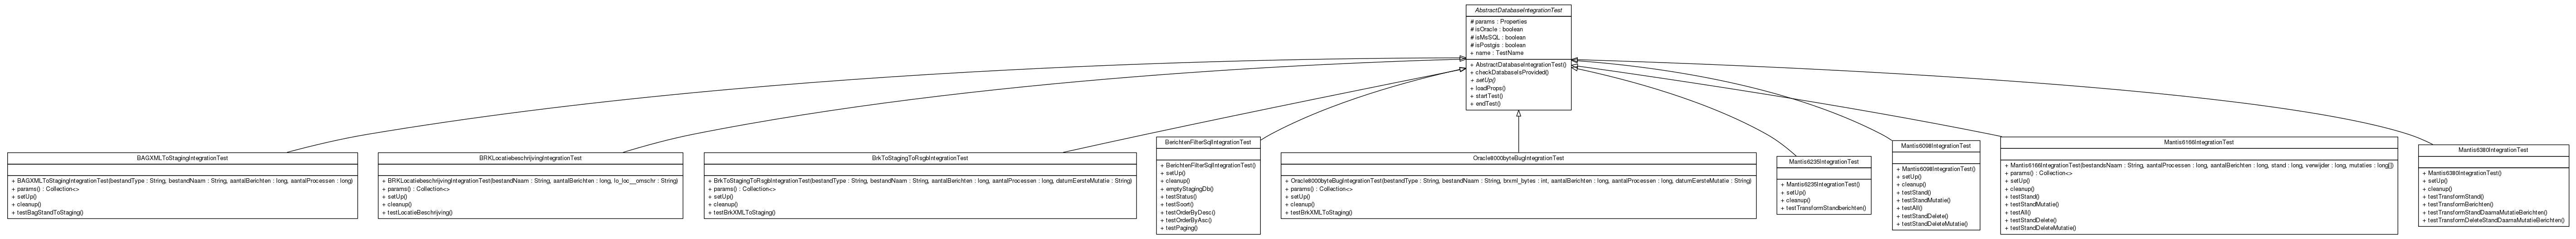 AbstractDatabaseIntegrationTest
# params : Properties
# isOracle : boolean
# isMsSQL : boolean
# isPostgis : boolean
+ name : TestName
+ AbstractDatabaseIntegrationTest()
+ checkDatabaseIsProvided()
+ setUp()
+ loadProps()
+ startTest()
+ endTest()
BAGXMLToStagingIntegrationTest
+ BAGXMLToStagingIntegrationTest(bestandType : String, bestandNaam : String, aantalBerichten : long, aantalProcessen : long)
+ params() : Collection<>
+ setUp()
+ cleanup()
+ testBagStandToStaging()
BRKLocatiebeschrijvingIntegrationTest
+ BRKLocatiebeschrijvingIntegrationTest(bestandNaam : String, aantalBerichten : long, lo_loc__omschr : String)
+ params() : Collection<>
+ setUp()
+ cleanup()
+ testLocatieBeschrijving()
BrkToStagingToRsgbIntegrationTest
+ BrkToStagingToRsgbIntegrationTest(bestandType : String, bestandNaam : String, aantalBerichten : long, aantalProcessen : long, datumEersteMutatie : String)
+ params() : Collection<>
+ setUp()
+ cleanup()
+ testBrkXMLToStaging()
BerichtenFilterSqlIntegrationTest
+ BerichtenFilterSqlIntegrationTest()
+ setUp()
+ cleanup()
+ emptyStagingDb()
+ testStatus()
+ testSoort()
+ testOrderByDesc()
+ testOrderByAsc()
+ testPaging()
Oracle8000byteBugIntegrationTest
+ Oracle8000byteBugIntegrationTest(bestandType : String, bestandNaam : String, brxml_bytes : int, aantalBerichten : long, aantalProcessen : long, datumEersteMutatie : String)
+ params() : Collection<>
+ setUp()
+ cleanup()
+ testBrkXMLToStaging()
Mantis6235IntegrationTest
+ Mantis6235IntegrationTest()
+ setUp()
+ cleanup()
+ testTransformStandberichten()
Mantis6098IntegrationTest
+ Mantis6098IntegrationTest()
+ setUp()
+ cleanup()
+ testStand()
+ testStandMutatie()
+ testAll()
+ testStandDelete()
+ testStandDeleteMutatie()
Mantis6166IntegrationTest
+ Mantis6166IntegrationTest(bestandsNaam : String, aantalProcessen : long, aantalBerichten : long, stand : long, verwijder : long, mutaties : long[])
+ params() : Collection<>
+ setUp()
+ cleanup()
+ testStand()
+ testStandMutatie()
+ testAll()
+ testStandDelete()
+ testStandDeleteMutatie()
Mantis6380IntegrationTest
+ Mantis6380IntegrationTest()
+ setUp()
+ cleanup()
+ testTransformStand()
+ testTransformBerichten()
+ testTransformStandDaarnaMutatieBerichten()
+ testTransformDeleteStandDaarnaMutatieBerichten()